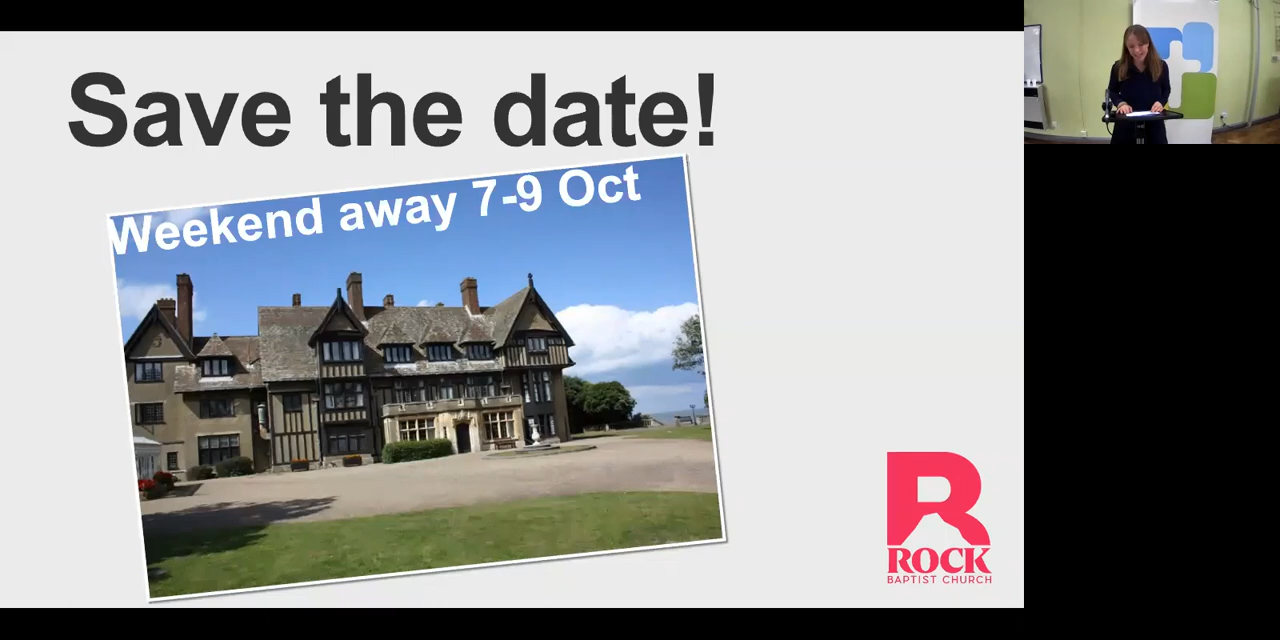 Save the date!
Weekend away 7-9 Oct
ROCK
BAPTIST CHURCH